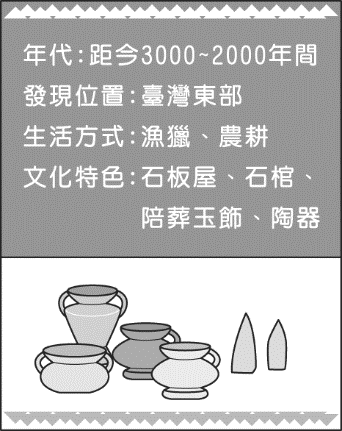 年代：距今3000~2000年間
發現位置：臺灣東部
生活方式：漁獵、農耕
文化特色：石板屋、石棺、
陪葬玉飾、陶器